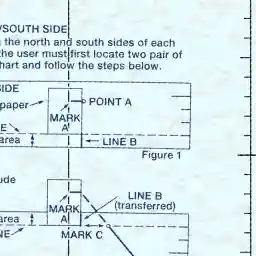 /SOUTH SIDE
the north and south sides of each
the user must first locate two pair of
hart and follow the steps below.
IDE
paper
POINT A
MARK
A
E
area
LINE B
Figure 1
ude
LINE B
(transferred)
MARK
A
area
NE
MARK C